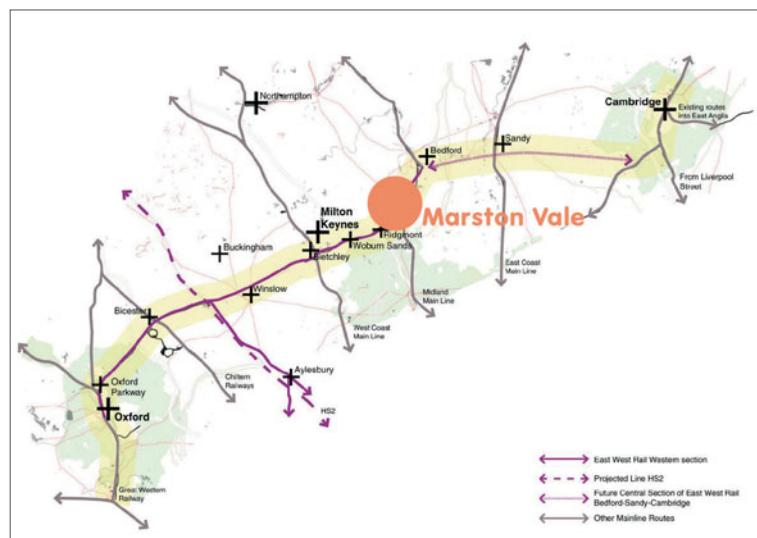 Northampton
Cambridge
Existing routes
into East Anglia
Sandy
Bedford
From Liverpool
Street
Marston Vale
Milton
Keynes
Ridgmont
Woburn Sands
Bletchley
Buckingham
East Coast
Main Line
Winslow
Midland
Main Line
Bicester
West Coast
Main Line
Aylesbury
Chiltern
Railways
Oxford
Parkway
HS2
Oxford
Great Western
Railway
East West Rail Wastern section
Projected Line HS2
Future Central Section of East West Rail
Bedford-Sandy-Cambridge
Other Mainline Routes